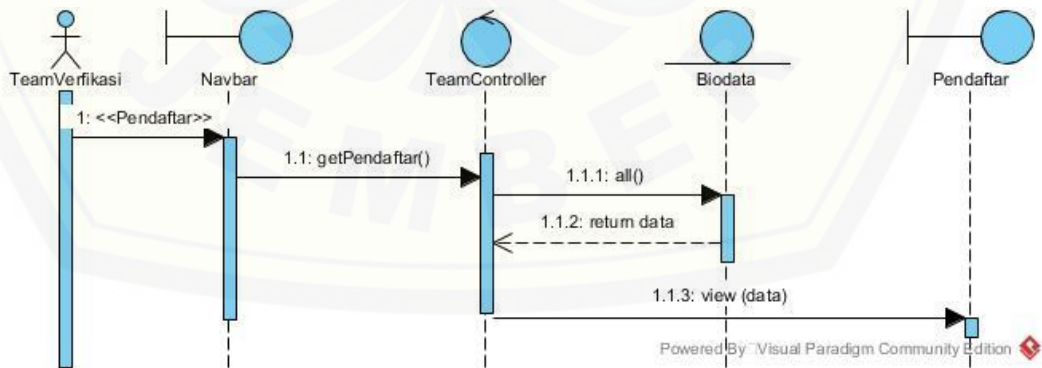 TeamVerfikasi
Navbar
TeamController
Biodata
Pendaftar
1: <<Pendaftar>>
1.1: getPendaftar()
1.1.1: all()
1.1.2: return data
1.1.3: view (data)
JEMBER
Powered By Visual Paradigm Community Edition